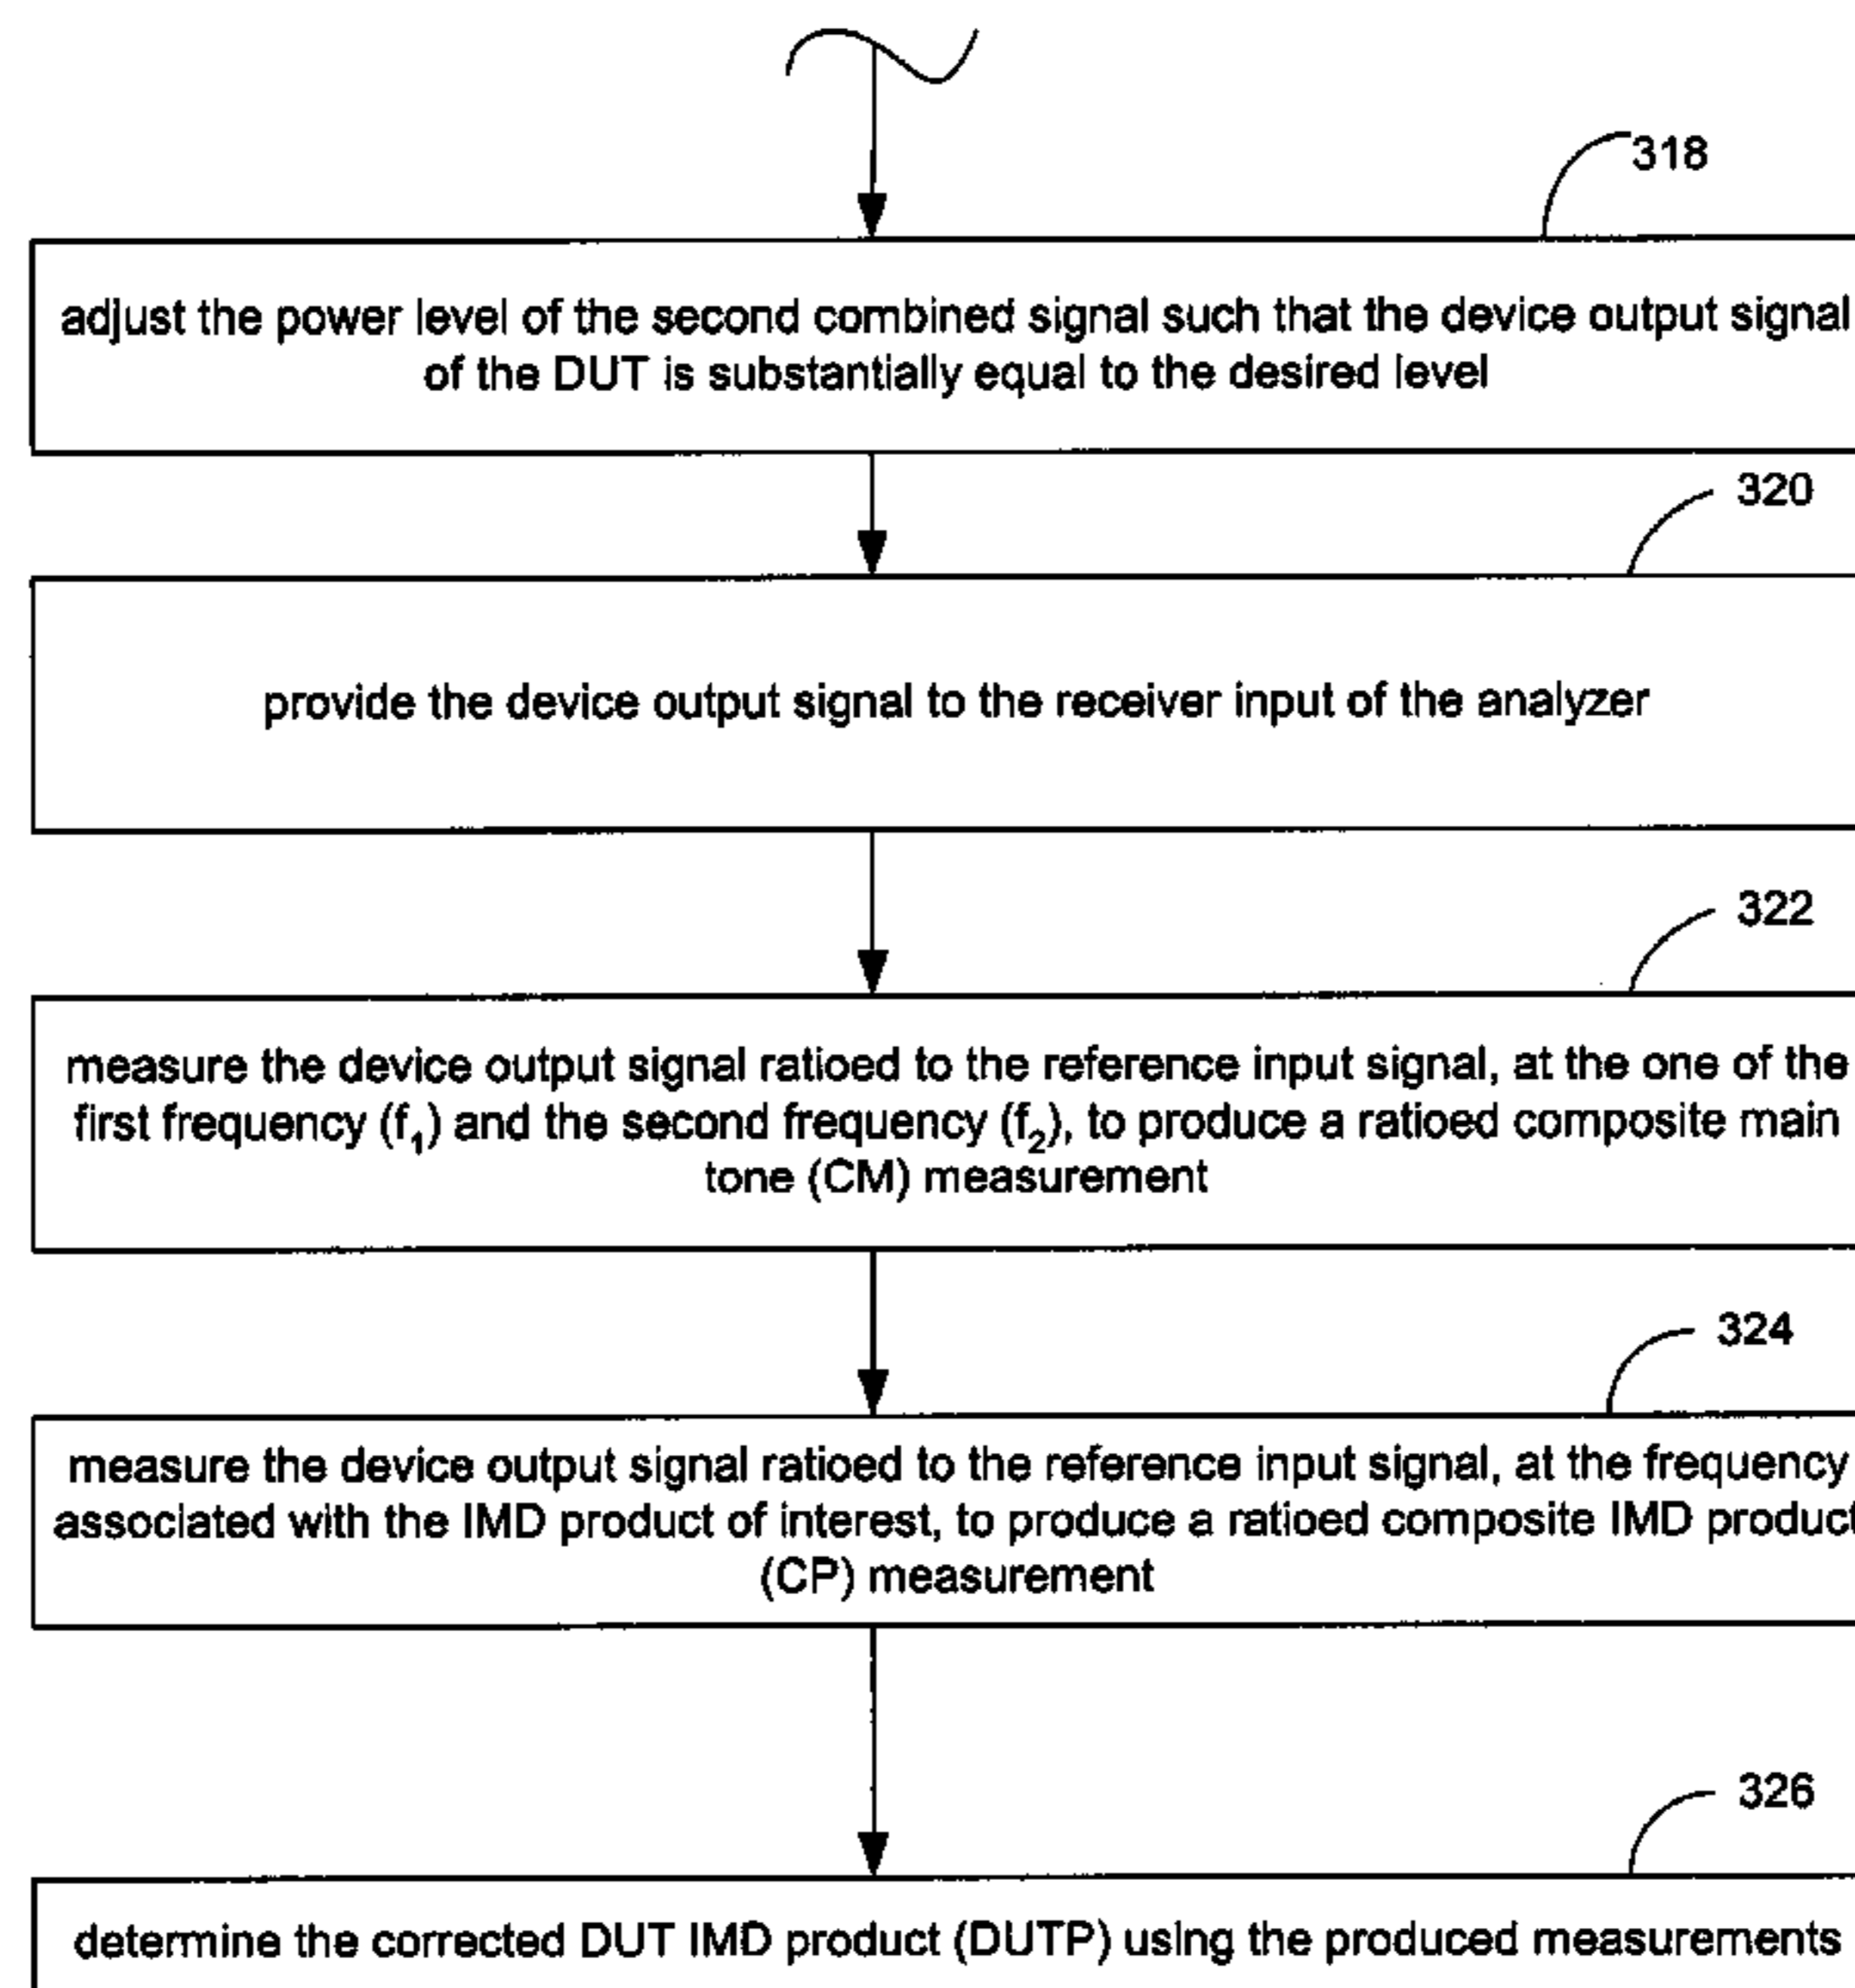 318
adjust the power level of the second combined signal such that the device output signal
of the DUT is substantially equal to the desired level
320
provide the device output signal to the receiver input of the analyzer
322
measure the device output signal ratioed to the reference input signal, at the one of the
first frequency (f₁) and the second frequency (f₂), to produce a ratioed composite main
tone (CM) measurement
324
measure the device output signal ratioed to the reference input signal, at the frequency
associated with the IMD product of interest, to produce a ratioed composite IMD product
(CP) measurement
326
determine the corrected DUT IMD product (DUTP) using the produced measurements